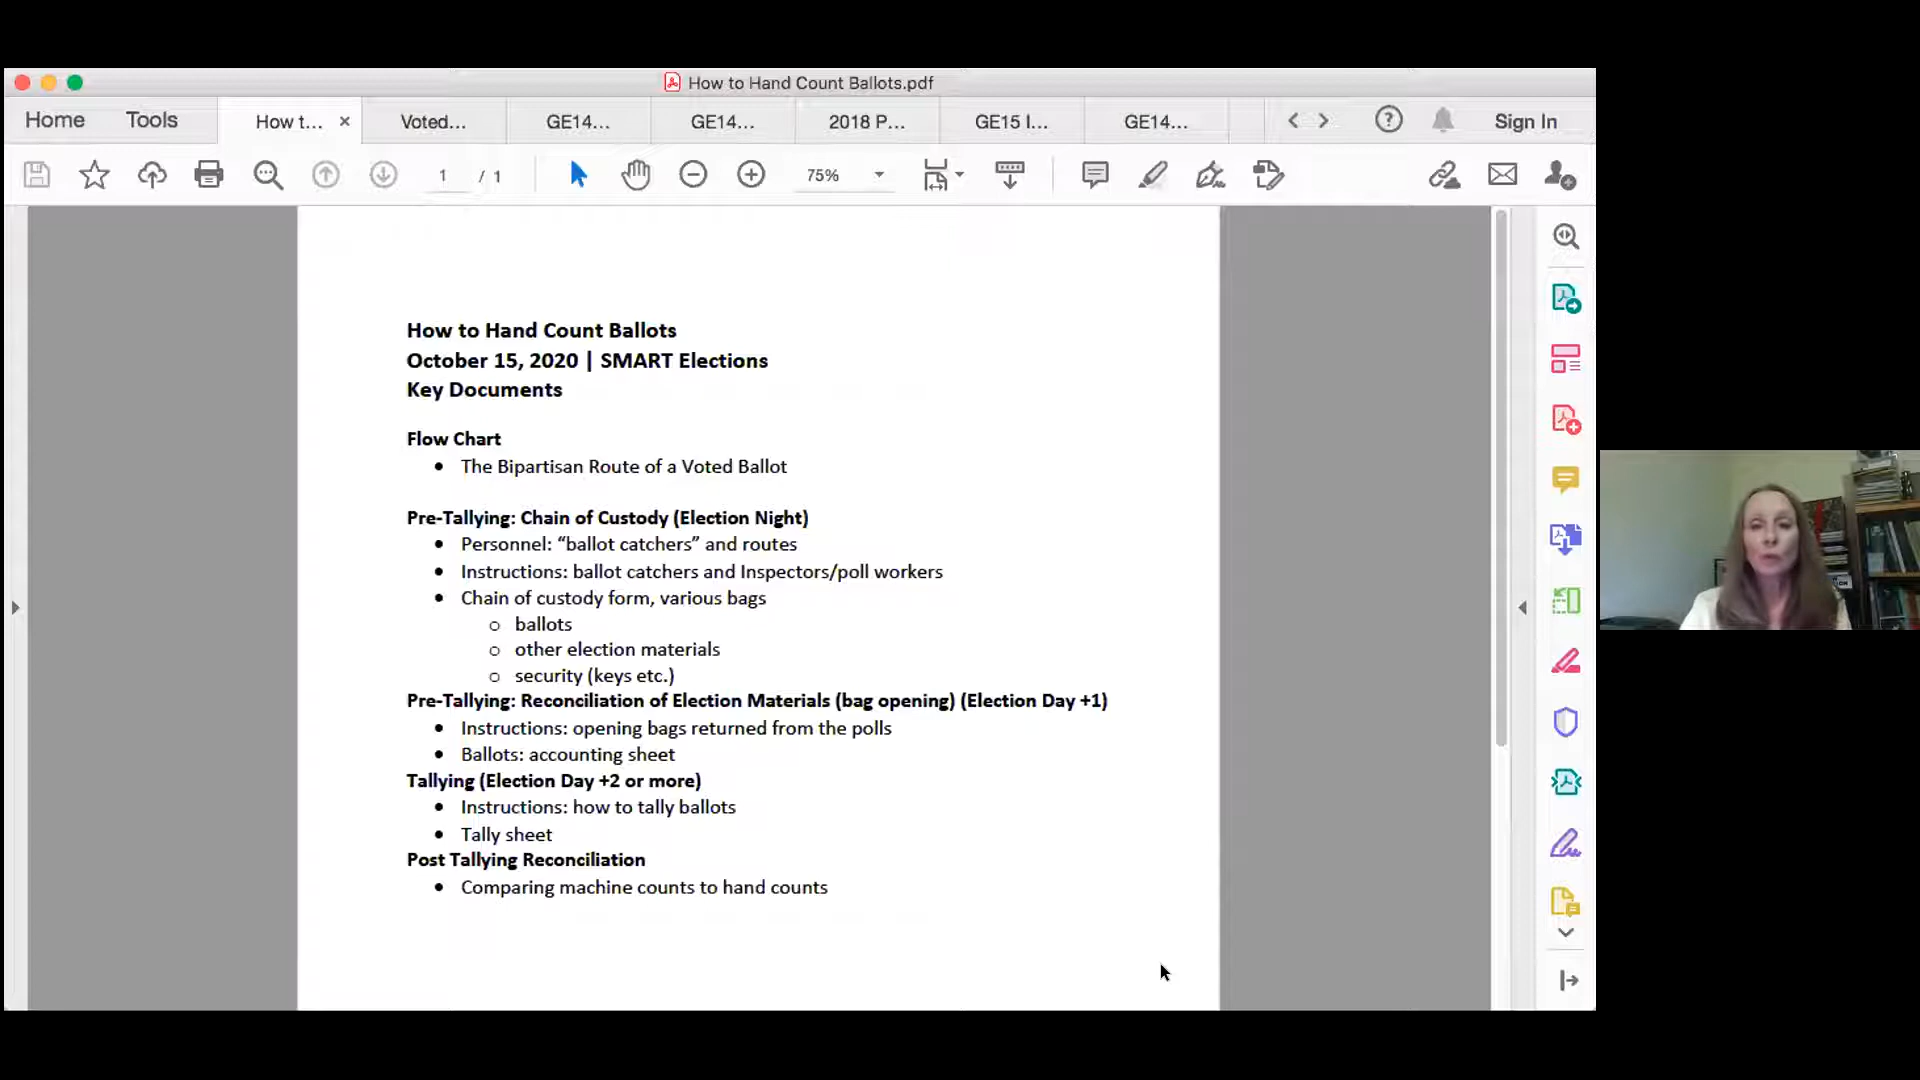 How to Hand Count Ballots.pdf
Home
Tools
How t...
Voted...
GE14...
GE14...
2018 P...
GE15 I...
GE14...
Sign In
1 / 1
75%
How to Hand Count Ballots
October 15, 2020 | SMART Elections
Key Documents
Flow Chart
• The Bipartisan Route of a Voted Ballot
Pre-Tallying: Chain of Custody (Election Night)
• Personnel: “ballot catchers” and routes
• Instructions: ballot catchers and Inspectors/poll workers
• Chain of custody form, various bags
o ballots
o other election materials
o security (keys etc.)
Pre-Tallying: Reconciliation of Election Materials (bag opening) (Election Day +1)
• Instructions: opening bags returned from the polls
• Ballots: accounting sheet
Tallying (Election Day +2 or more)
• Instructions: how to tally ballots
• Tally sheet
Post Tallying Reconciliation
• Comparing machine counts to hand counts